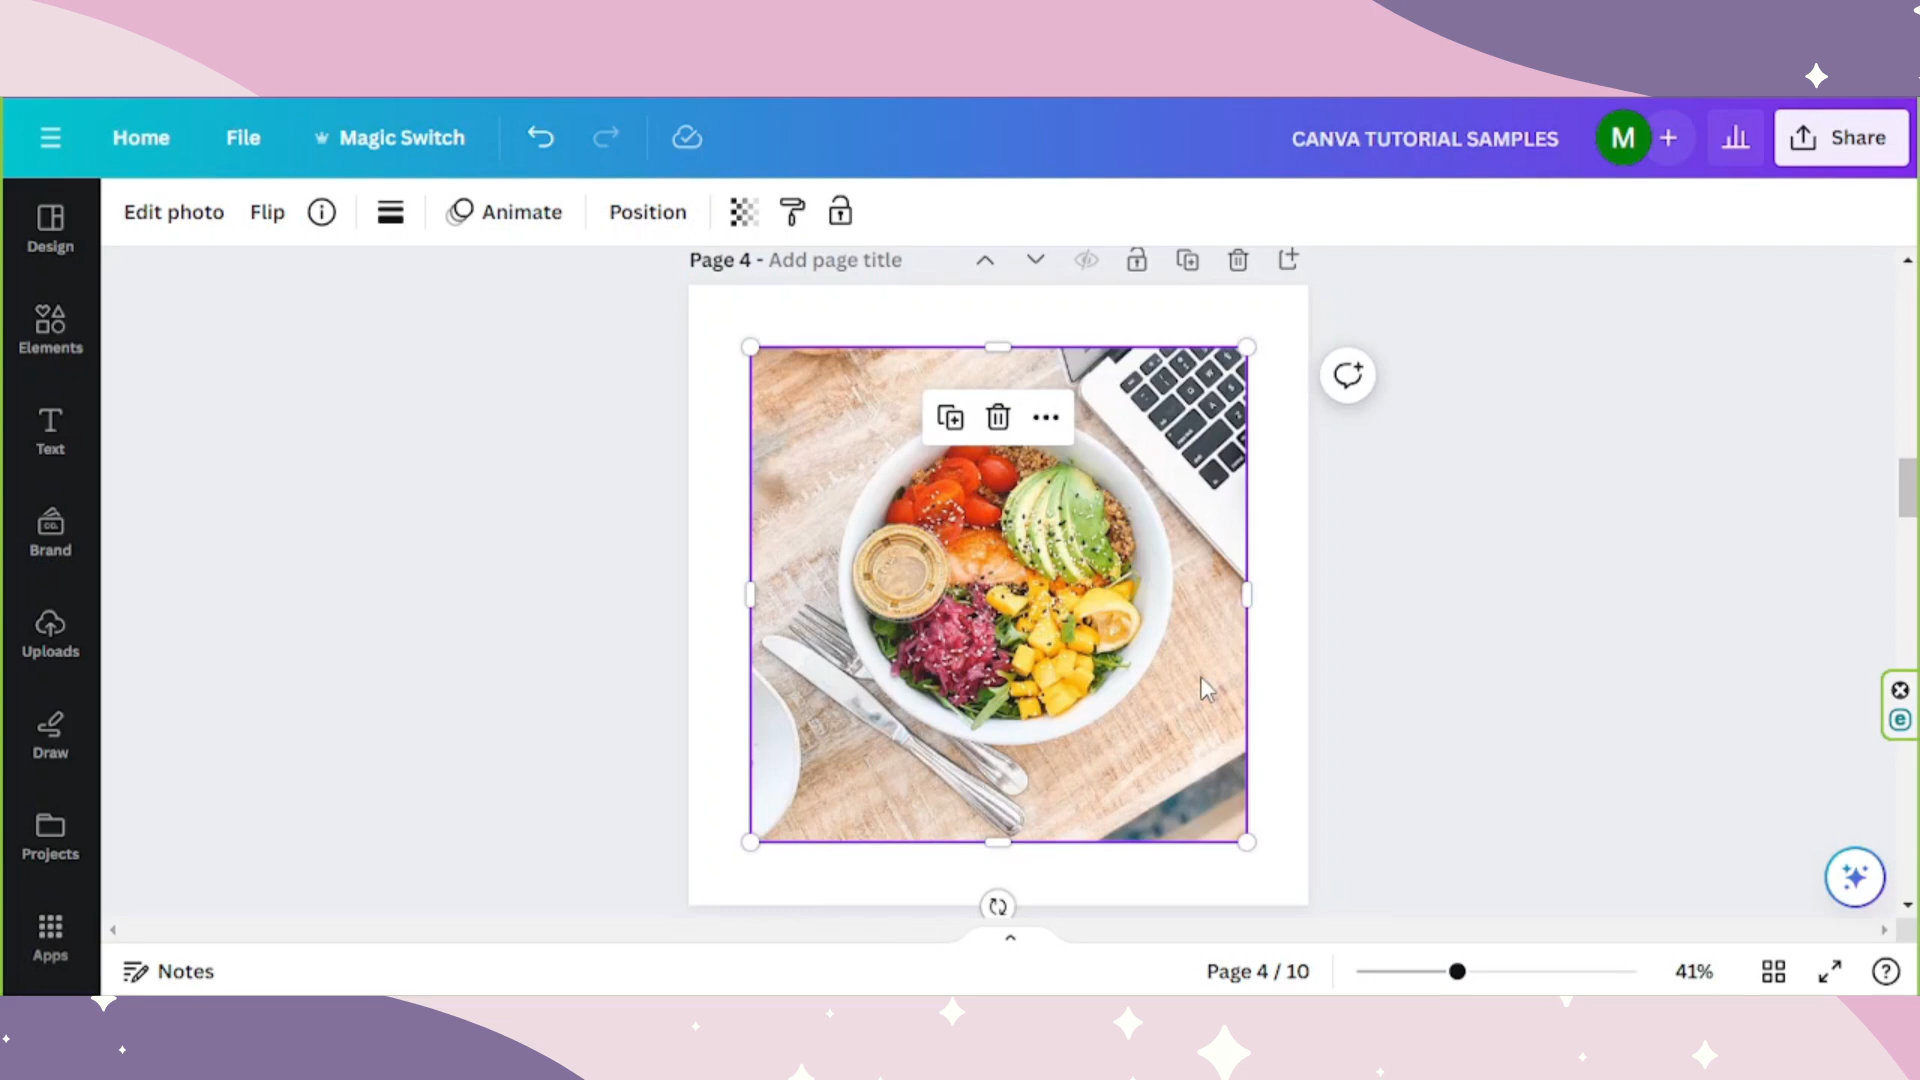 Home File Magic Switch CANVA TUTORIAL SAMPLES M + Share
Edit photo Flip Animate Position
Page 4 - Add page title
Design
Elements
Text
CO.
Brand
Uploads
Draw
Projects
Apps
Notes Page 4 / 10 41% ?